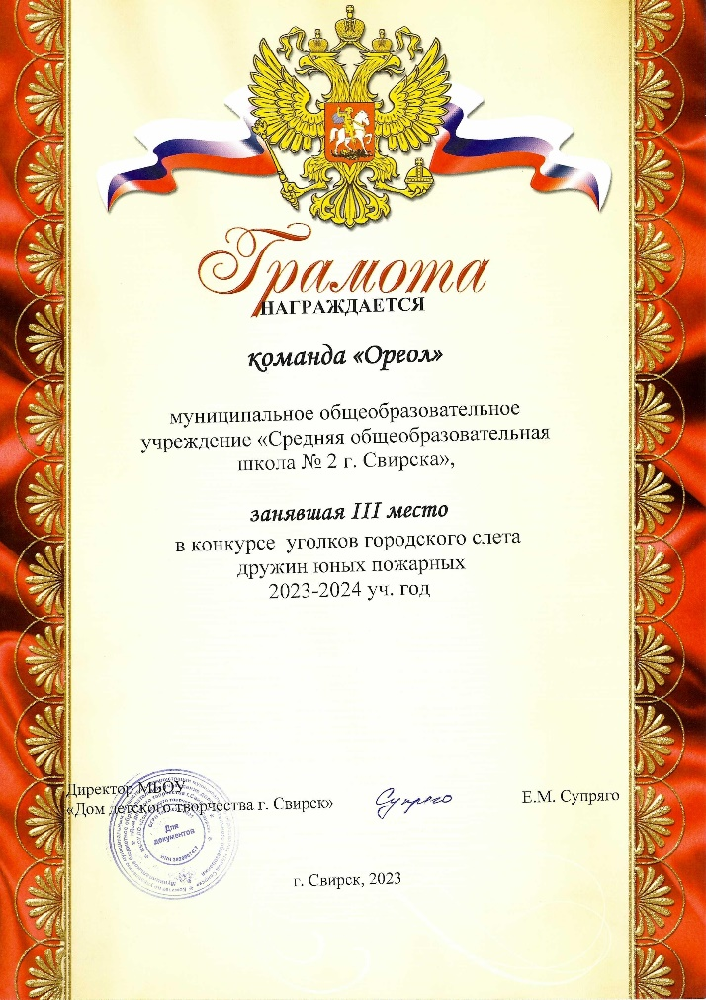 Грамота
НАГРАЖДАЕТСЯ
команда «Ореол»
муниципальное общеобразовательное
учреждение «Средняя общеобразовательная
школа № 2 г. Свирска»,
занявшая III место
в конкурсе уголков городского слета
дружин юных пожарных
2023-2024 уч. год
Директор МБОУ
«Дом детского творчества г. Свирск»
Супряго
Е.М. Супряго
Для
документов
г. Свирск, 2023